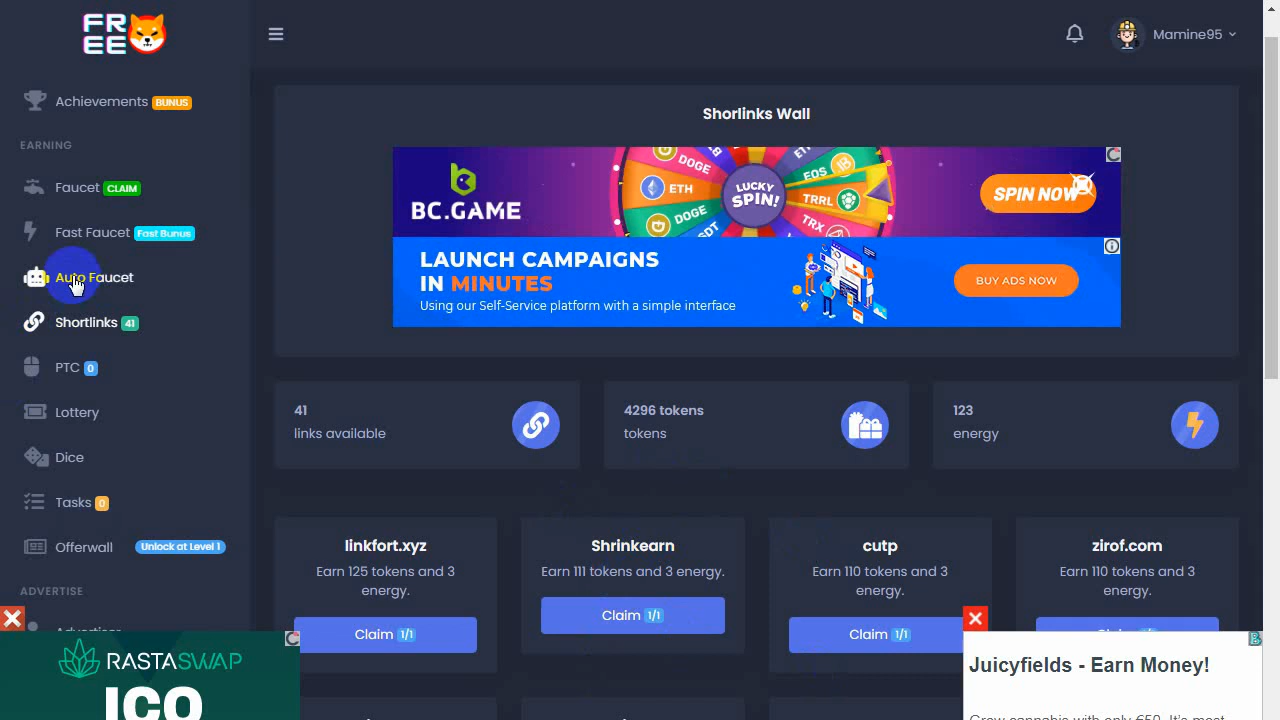 FR
EE
Mamine95
Achievements BUNUS
EARNING
Faucet CLAIM
Fast Faucet Fast Bunus
Auto Faucet
Shortlinks 41
PTC 0
Lottery
Dice
Tasks 0
Offerwall Unlock at Level 1
ADVERTISE
Shorlinks Wall
BC.GAME
DOGE
ETH
DOGE
LUCKY
SPIN!
EOS
TRRL
TRX
SPIN NOW
LAUNCH CAMPAIGNS
IN MINUTES
Using our Self-Service platform with a simple interface
BUY ADS NOW
41
links available
4296 tokens
tokens
123
energy
linkfort.xyz
Earn 125 tokens and 3
energy.
Claim 1/1
Shrinkearn
Earn 111 tokens and 3 energy.
Claim 1/1
cutp
Earn 110 tokens and 3
energy.
Claim 1/1
zirof.com
Earn 110 tokens and 3
energy.
RASTASWAP
ICO
Juicyfields - Earn Money!